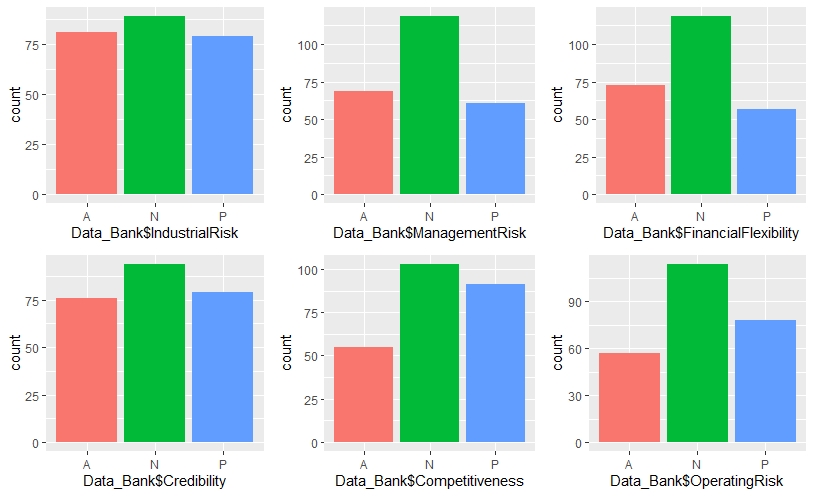 count
75
50
25
0
A N P
Data_Bank$IndustrialRisk
count
100
75
50
25
0
A N P
Data_Bank$ManagementRisk
count
100
75
50
25
0
A N P
Data_Bank$FinancialFlexibility
count
75
50
25
0
A N P
Data_Bank$Credibility
count
100
75
50
25
0
A N P
Data_Bank$Competitiveness
count
90
60
30
0
A N P
Data_Bank$OperatingRisk